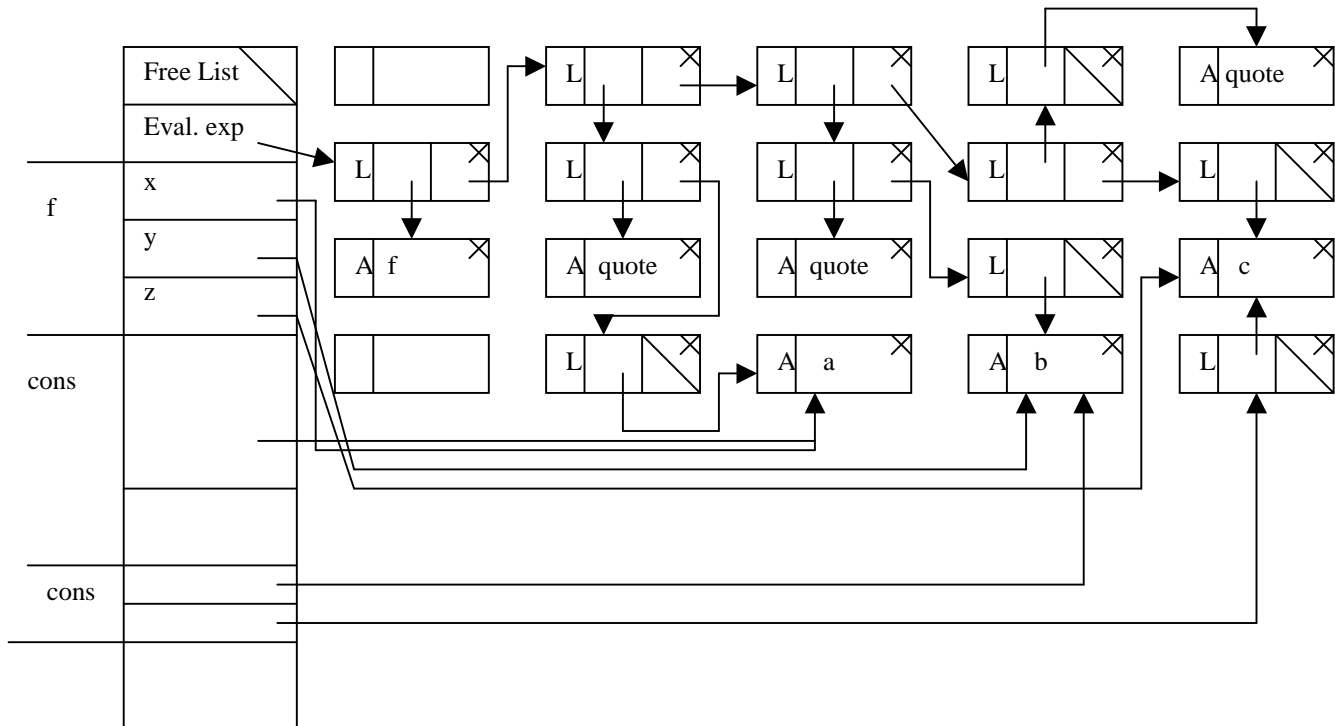 Free List
L
L
L
A quote
Eval. exp
L
L
L
L
L
f
x
y
A f
A quote
A quote
L
A c
z
cons
L
A a
A b
L
cons